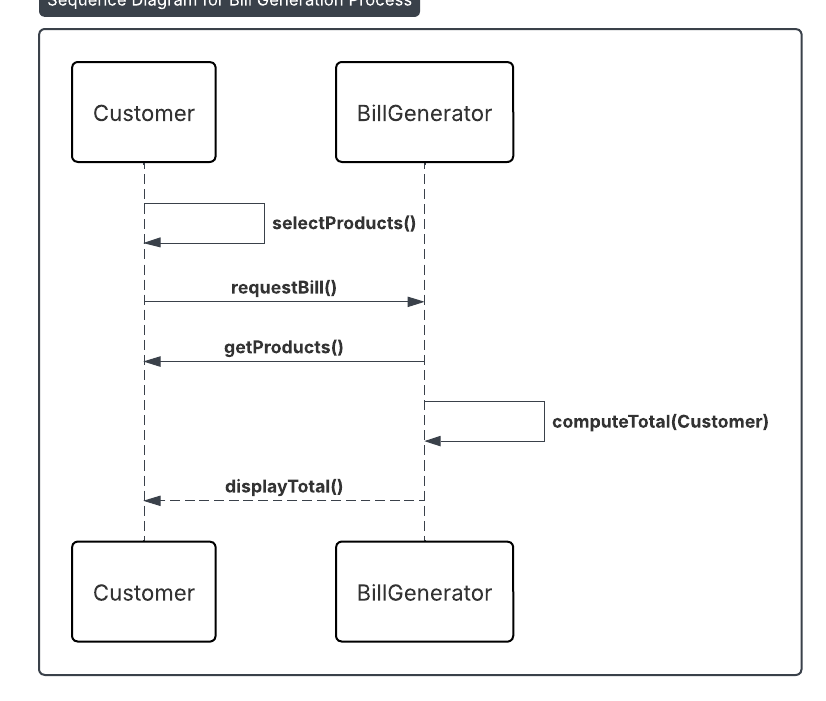 Sequence Diagram for Bill Generation Process
Customer
BillGenerator
selectProducts()
requestBill()
getProducts()
computeTotal(Customer)
displayTotal()
Customer
BillGenerator